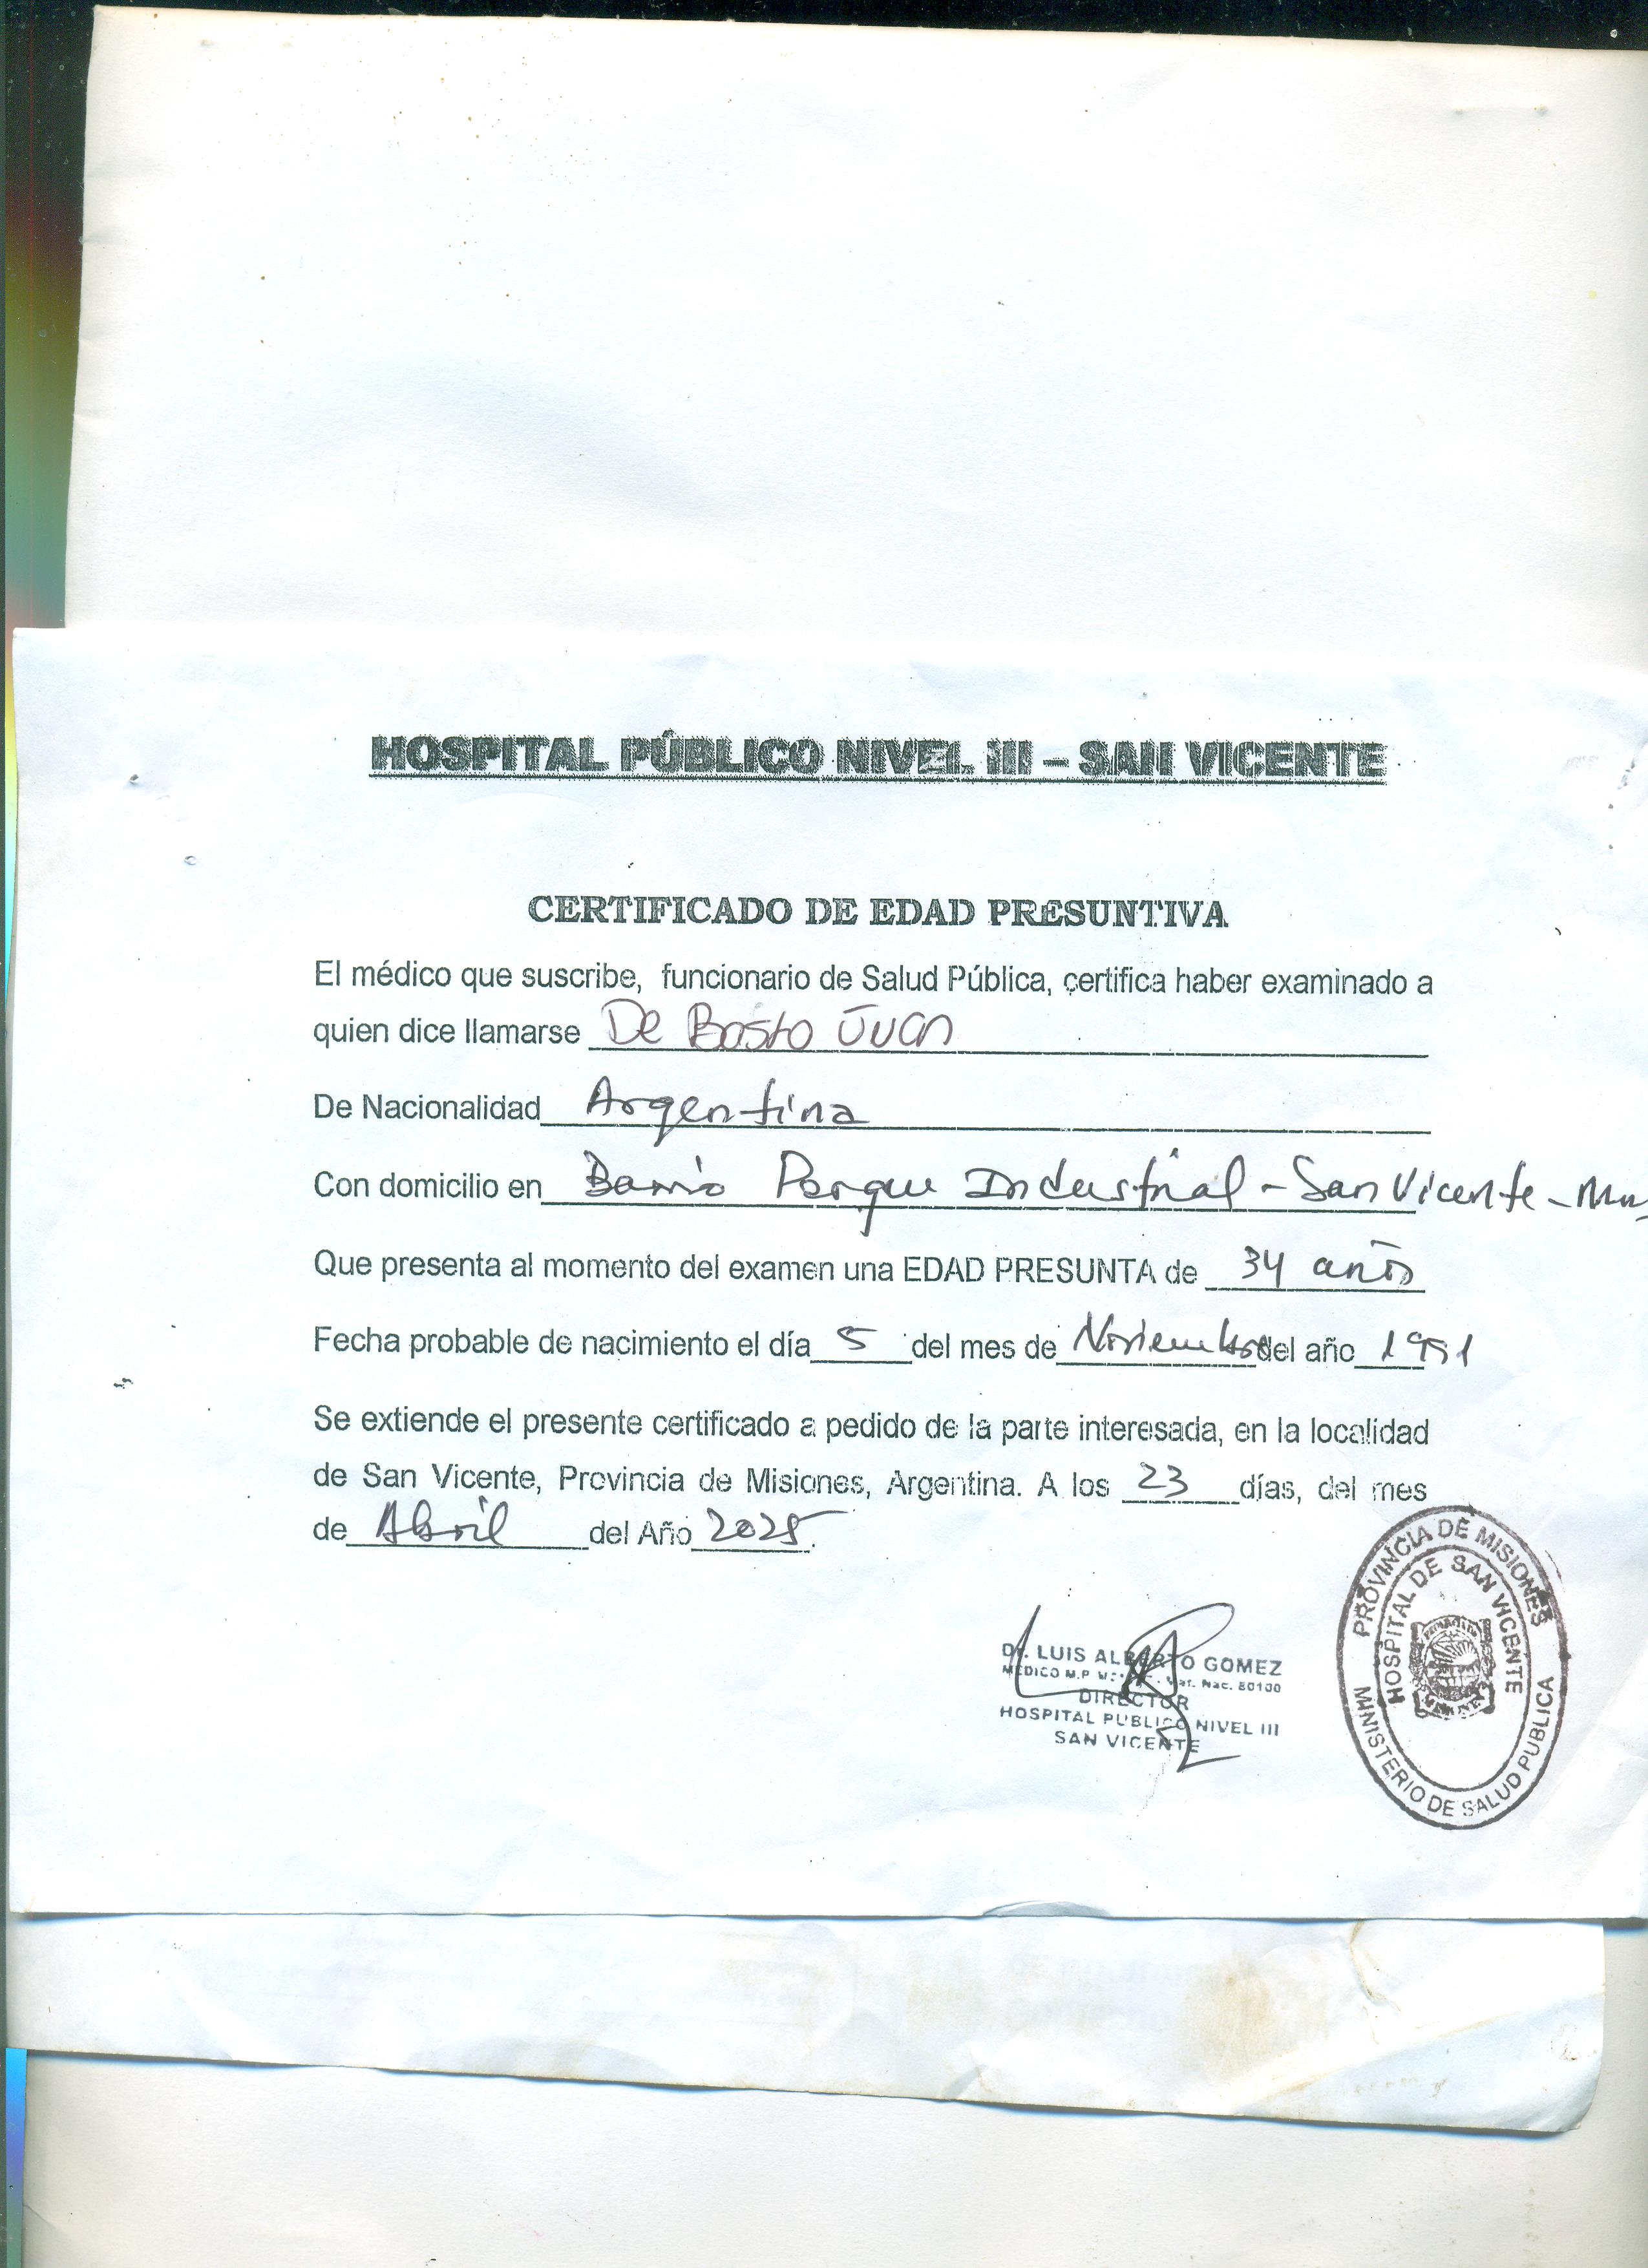 HOSPITAL PÚBLICO NIVEL III – SAN VICENTE
CERTIFICADO DE EDAD PRESUNTIVA
El médico que suscribe, funcionario de Salud Pública, certifica haber examinado a
quien dice llamarse De Basto Juan
De Nacionalidad Argentina
Con domicilio en Barrio Parque Industrial - San Vicente -
Que presenta al momento del examen una EDAD PRESUNTA de 34 años
Fecha probable de nacimiento el día 5 del mes de Noviembre del año 1991
Se extiende el presente certificado a pedido de la parte interesada, en la localidad
de San Vicente, Provincia de Misiones, Argentina. A los 23 días, del mes
de Abril del Año 2025.
Dr. LUIS ALBERTO GOMEZ
MEDICO M.P. Mat. Nac. 80100
DIRECTOR
HOSPITAL PUBLICO NIVEL III
SAN VICENTE
PROVINCIA DE MISIONES
HOSPITAL DE SAN VICENTE
MINISTERIO DE SALUD PUBLICA